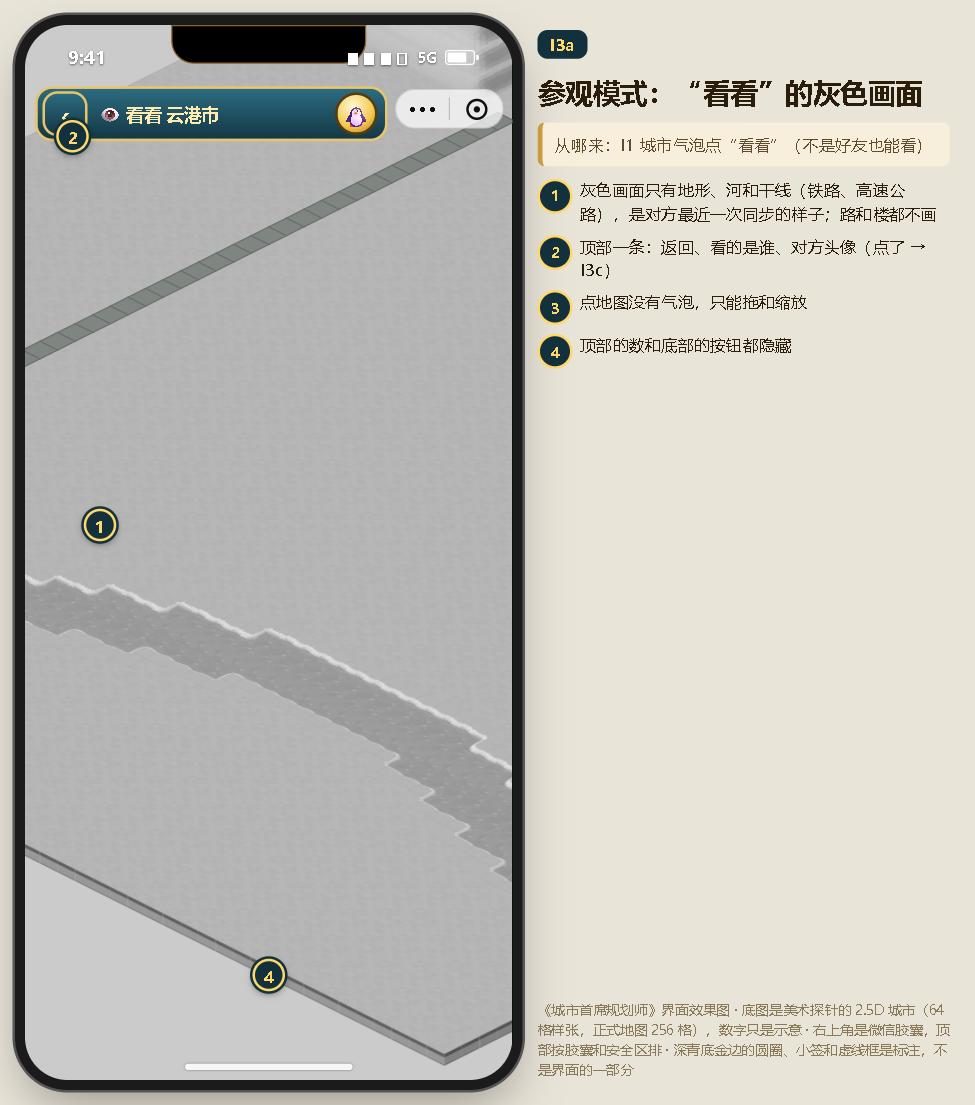 9:41
5G
2
看看 云港市
1
4
I3a
参观模式：“看看”的灰色画面
从哪来：I1 城市气泡点“看看”（不是好友也能看）
1
灰色画面只有地形、河和干线（铁路、高速公
路），是对方最近一次同步的样子；路和楼都不画
2
顶部一条：返回、看的是谁、对方头像（点了 →
I3c）
3
点地图没有气泡，只能拖和缩放
4
顶部的数和底部的按钮都隐藏
《城市首席规划师》界面效果图 · 底图是美术探针的 2.5D 城市（64
格样张，正式地图 256 格），数字只是示意 · 右上角是微信胶囊，顶
部按胶囊和安全区排 · 深青底金边的圆圈、小签和虚线框是标注，不
是界面的一部分